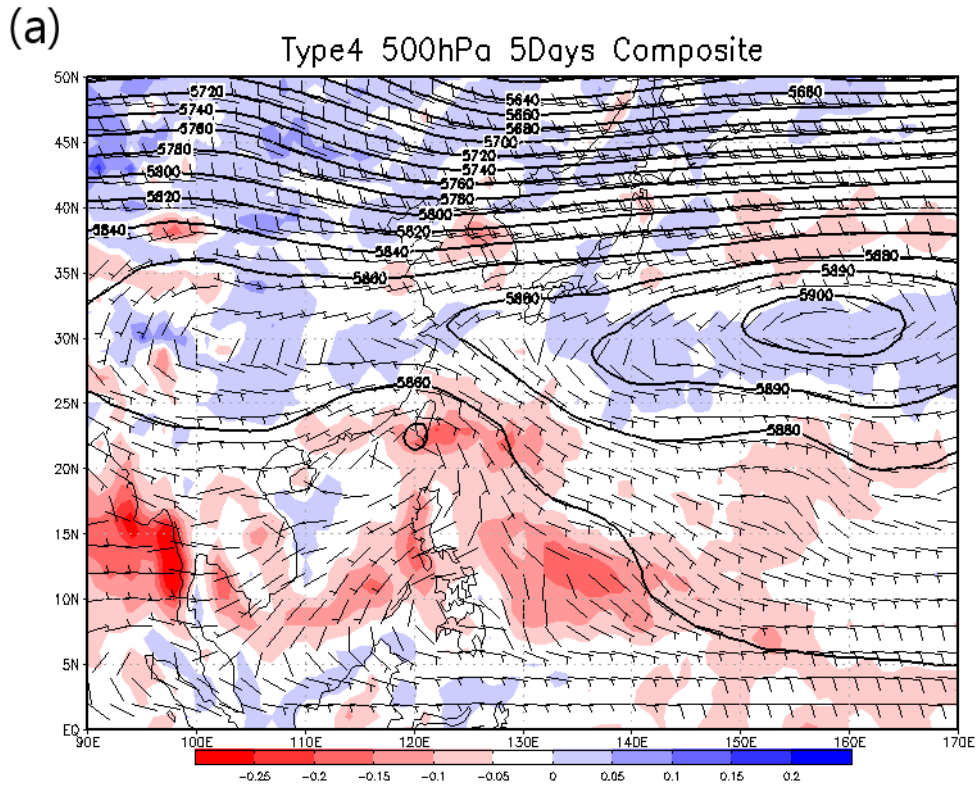 (a)
Type4 500hPa 5Days Composite
50N
45N
40N
35N
30N
25N
20N
15N
10N
5N
EQ
5720
5740
5760
5780
5800
5820
5840
5640
5660
5680
5700
5720
5740
5760
5780
5800
5820
5840
5860
5680
5880
5890
5900
5880
5860
5890
5880
90E 100E 110E 120E 130E 140E 150E 160E 170E
-0.25 -0.2 -0.15 -0.1 -0.05 0 0.05 0.1 0.15 0.2